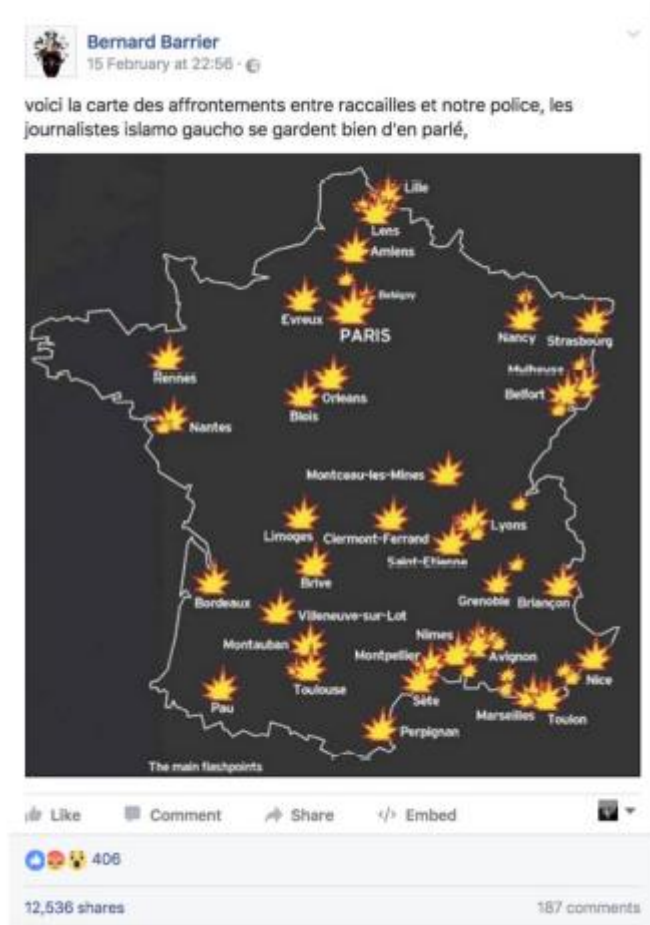 Bernard Barrier
15 February at 22:56 ·
voici la carte des affrontements entre raccailles et notre police, les
journalistes islamo gaucho se gardent bien d'en parlé,
Lille
Lens
Amiens
Bobigny
Evreux
PARIS
Nancy
Strasbourg
Rennes
Mulhouse
Orleans
Belfort
Blois
Nantes
Montceau-les-Mines
Lyons
Limoges
Clermont-Ferrand
Saint-Etienne
Brive
Grenoble
Briançon
Bordeaux
Villeneuve-sur-Lot
Nimes
Montauban
Montpellier
Avignon
Nice
Toulouse
Sète
Pau
Marseilles
Toulon
Perpignan
The main flashpoints
Like
Comment
Share
Embed
406
12,536 shares
187 comments